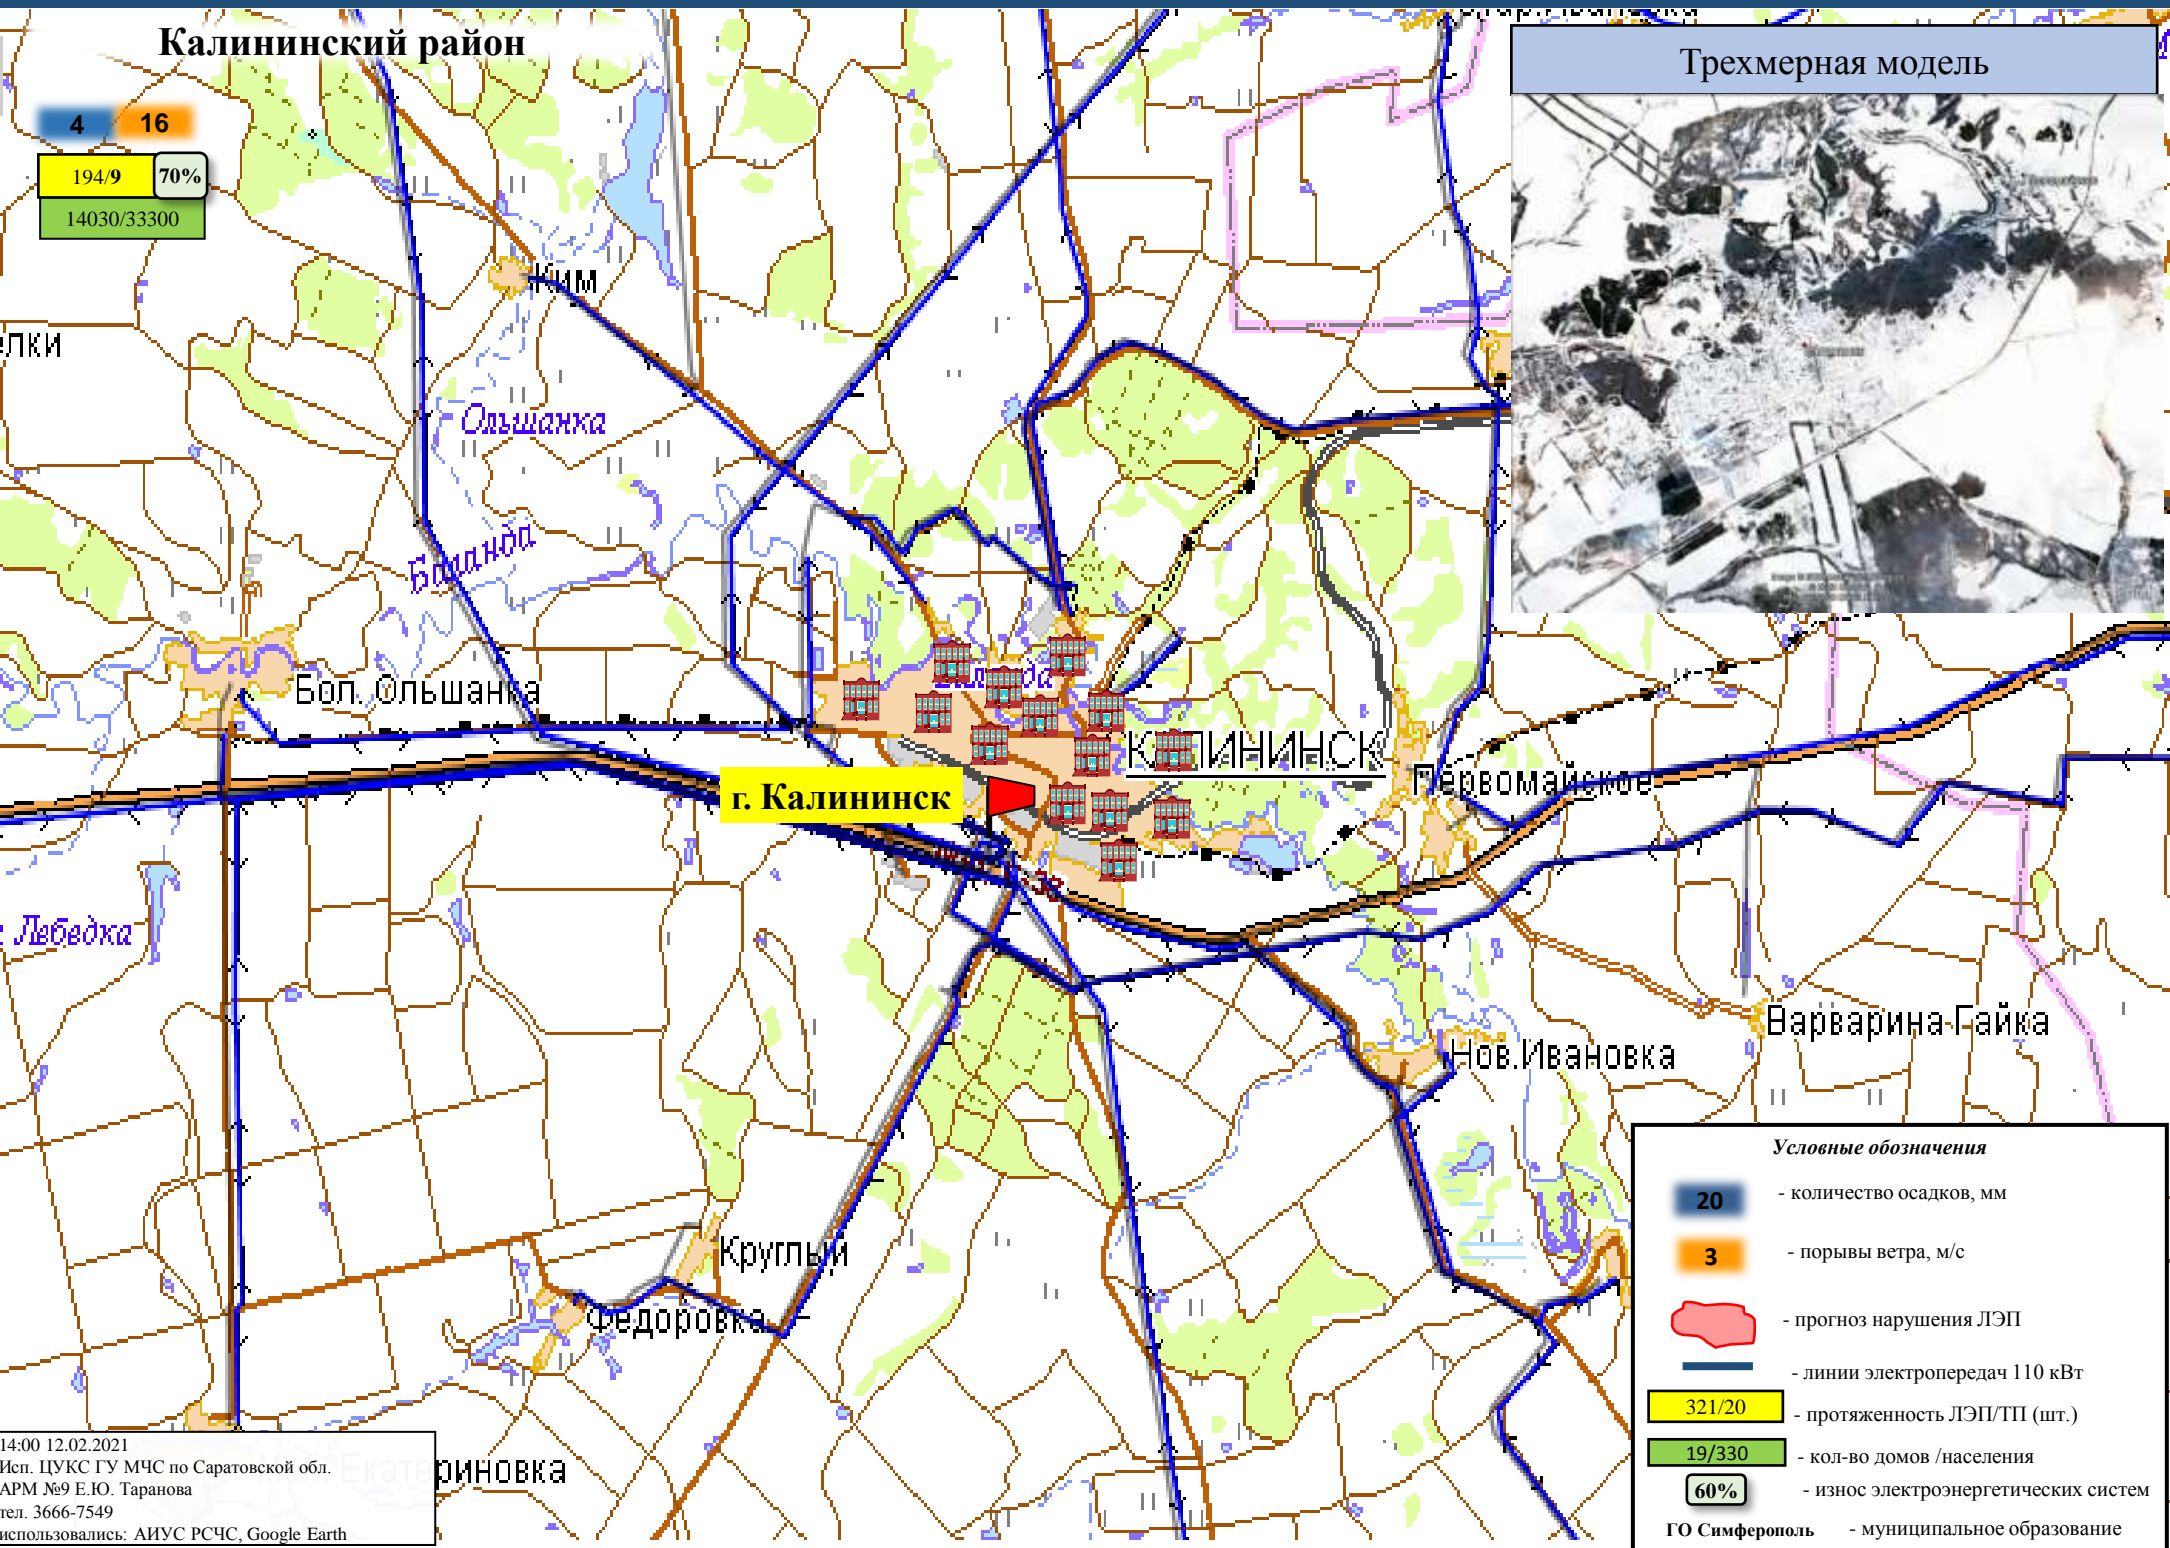 Калининский район
4 16
194/9 70%
14030/33300
Трехмерная модель
Ким
лки
Ольшанка
Баланда
Бол. Ольшанка
КАЛИНИНСК
г. Калининск
Первомайское
Лебедка
Варварина Гайка
Нов.Ивановка
Круглый
Федоровка
риновка
14:00 12.02.2021
Исп. ЦУКС ГУ МЧС по Саратовской обл.
АРМ №9 Е.Ю. Таранова
тел. 3666-7549
использовались: АИУС РСЧС, Google Earth
Условные обозначения
20 - количество осадков, мм
3 - порывы ветра, м/с
- прогноз нарушения ЛЭП
- линии электропередач 110 кВт
321/20 - протяженность ЛЭП/ТП (шт.)
19/330 - кол-во домов /населения
60% - износ электроэнергетических систем
ГО Симферополь - муниципальное образование